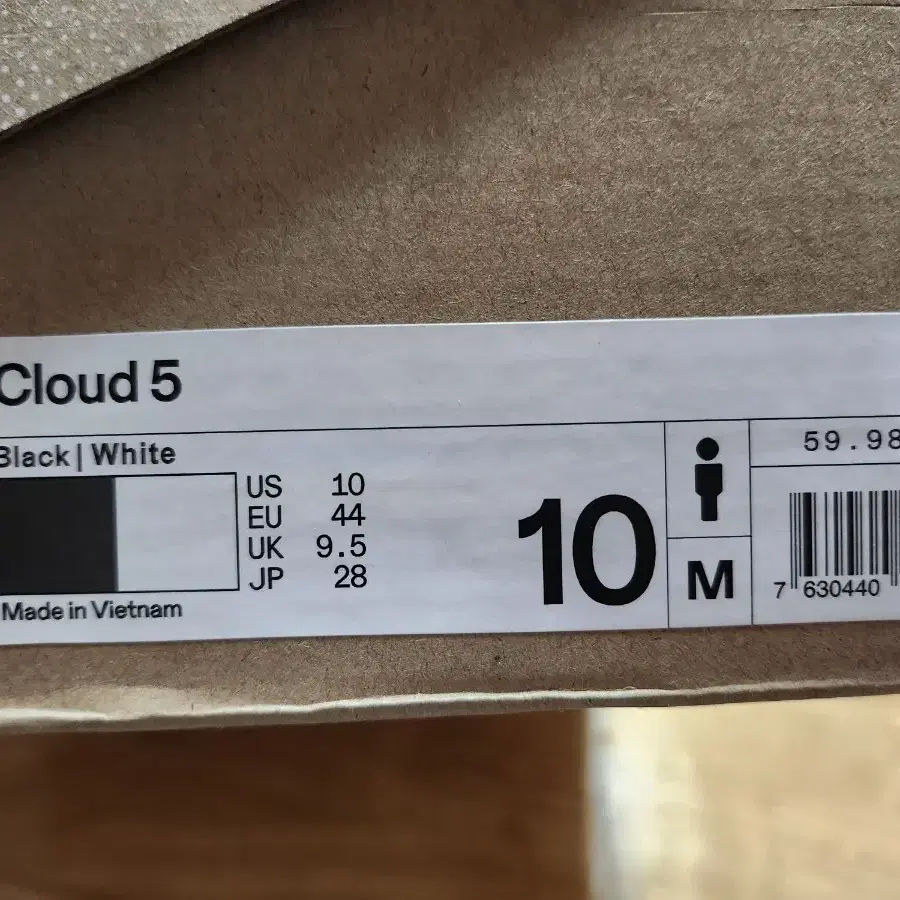 Cloud 5
Black | White
US 10
EU 44
UK 9.5
JP 28
Made in Vietnam
10
M
59.98
7 630440